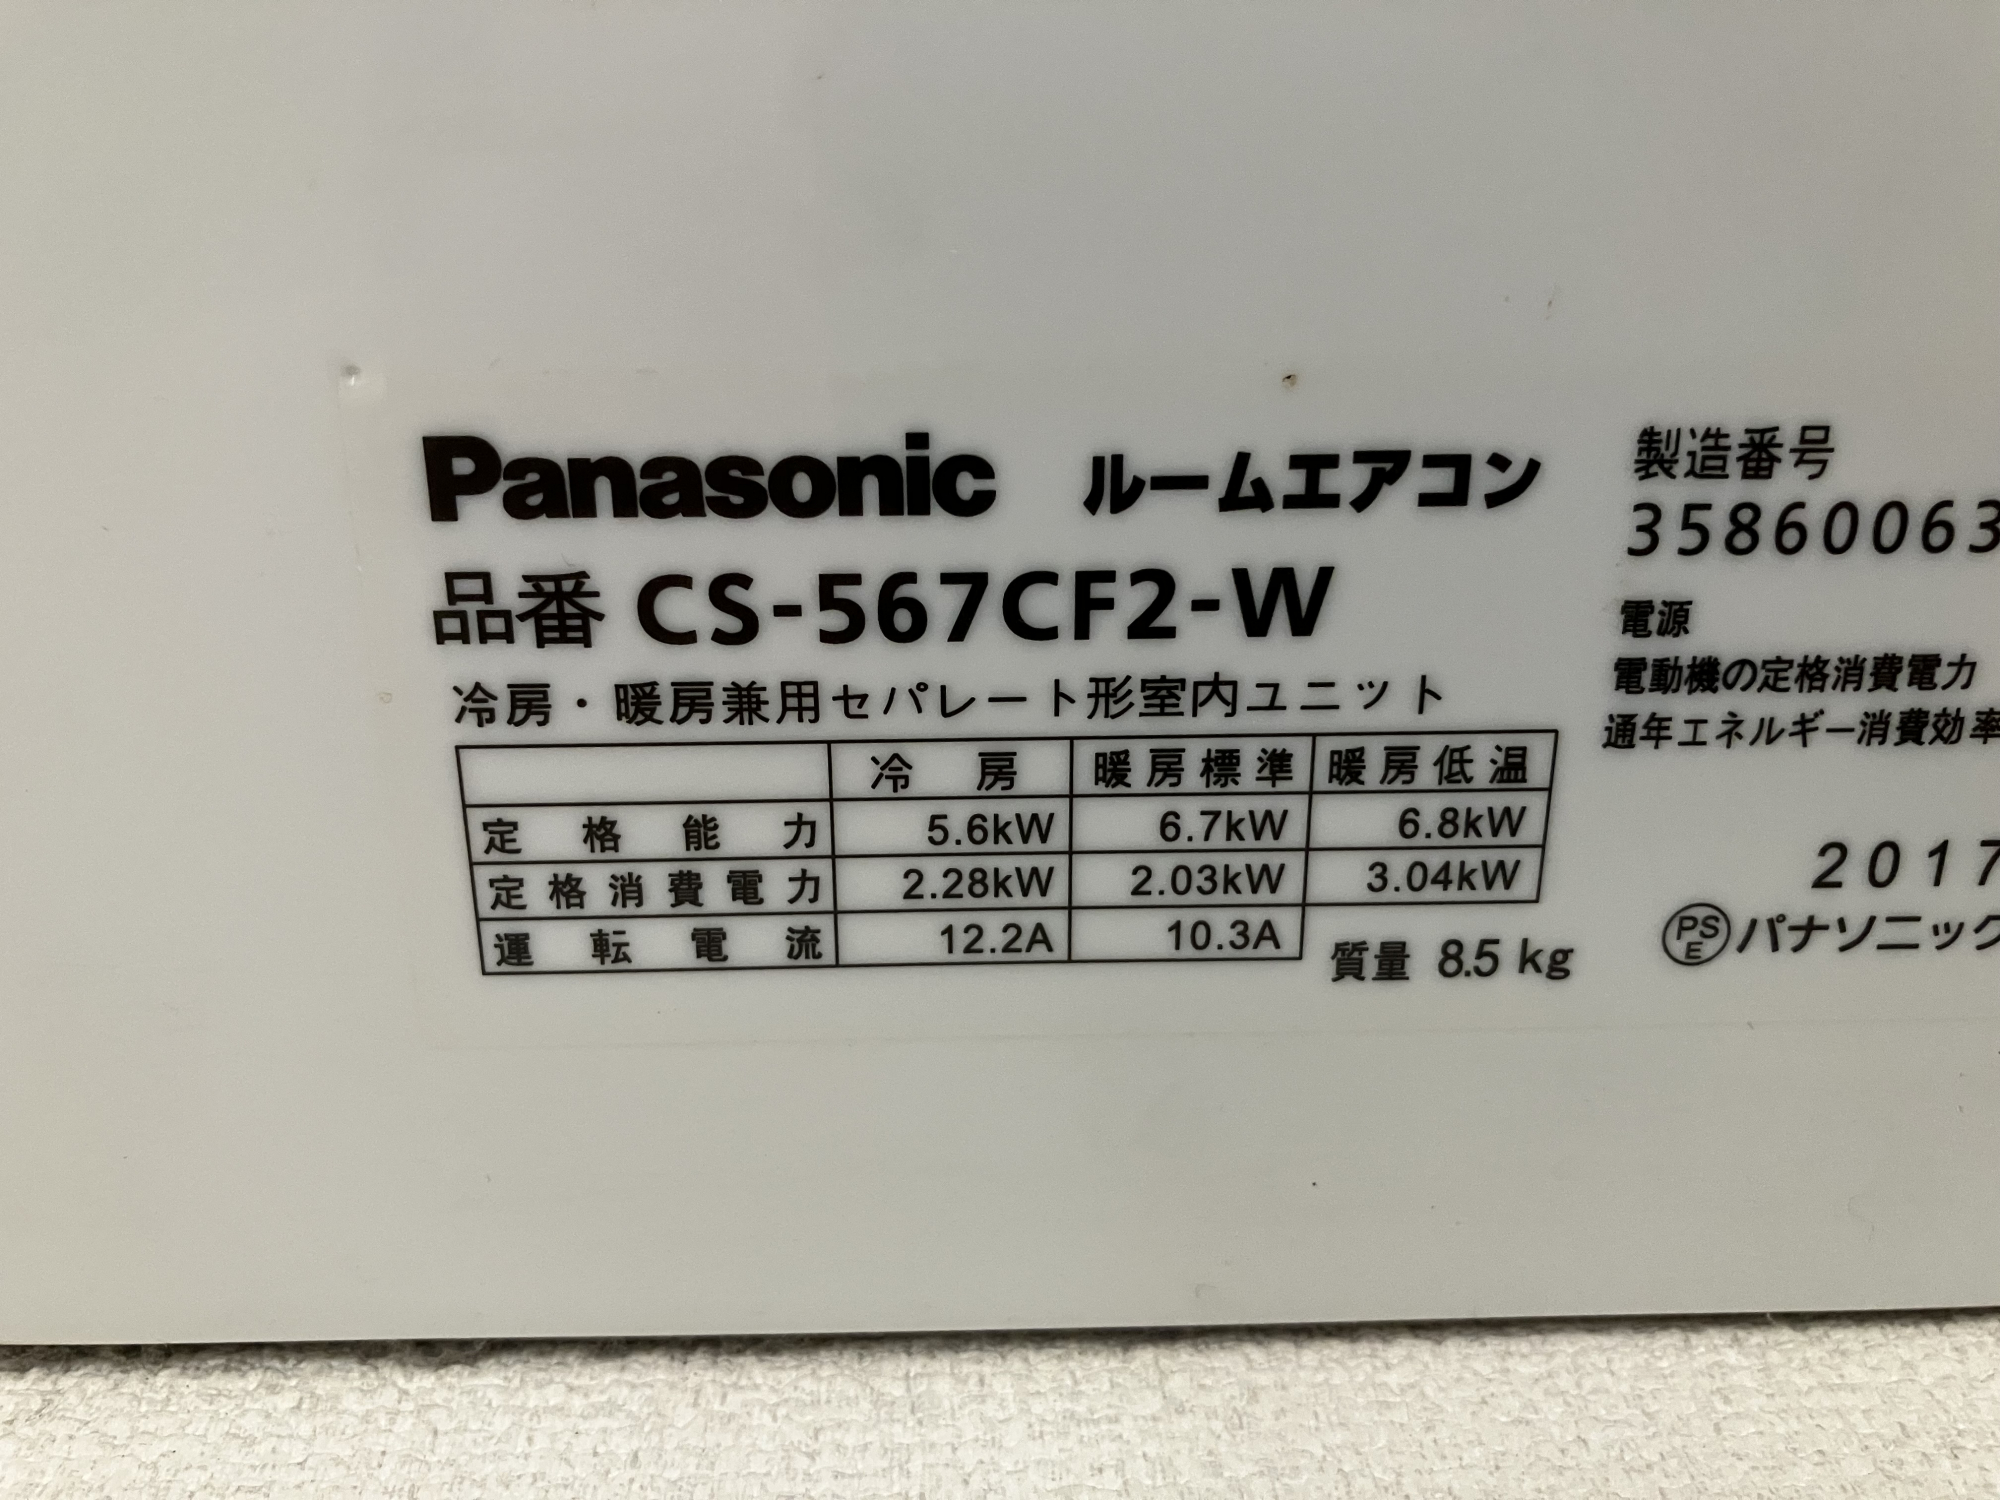 Panasonic ルームエアコン
品番 CS-567CF2-W
冷房・暖房兼用セパレート形室内ユニット
冷房 暖房標準 暖房低温
定格能力 5.6kW 6.7kW 6.8kW
定格消費電力 2.28kW 2.03kW 3.04kW
運転電流 12.2A 10.3A
質量 8.5 kg
製造番号
35860063
電源
電動機の定格消費電力
通年エネルギー消費効率
2017
PSE パナソニック